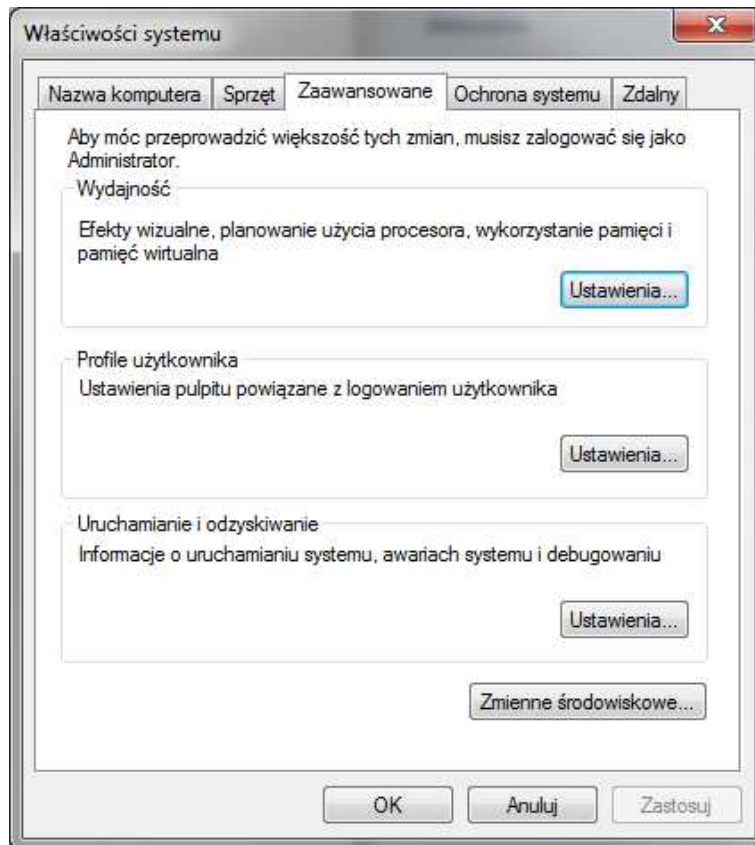 Właściwości systemu
Nazwa komputera Sprzęt Zaawansowane Ochrona systemu Zdalny
Aby móc przeprowadzić większość tych zmian, musisz zalogować się jako
Administrator.
Wydajność
Efekty wizualne, planowanie użycia procesora, wykorzystanie pamięci i
pamięć wirtualna
Ustawienia...
Profile użytkownika
Ustawienia pulpitu powiązane z logowaniem użytkownika
Ustawienia...
Uruchamianie i odzyskiwanie
Informacje o uruchamianiu systemu, awariach systemu i debugowaniu
Ustawienia...
Zmienne środowiskowe...
OK Anuluj Zastosuj